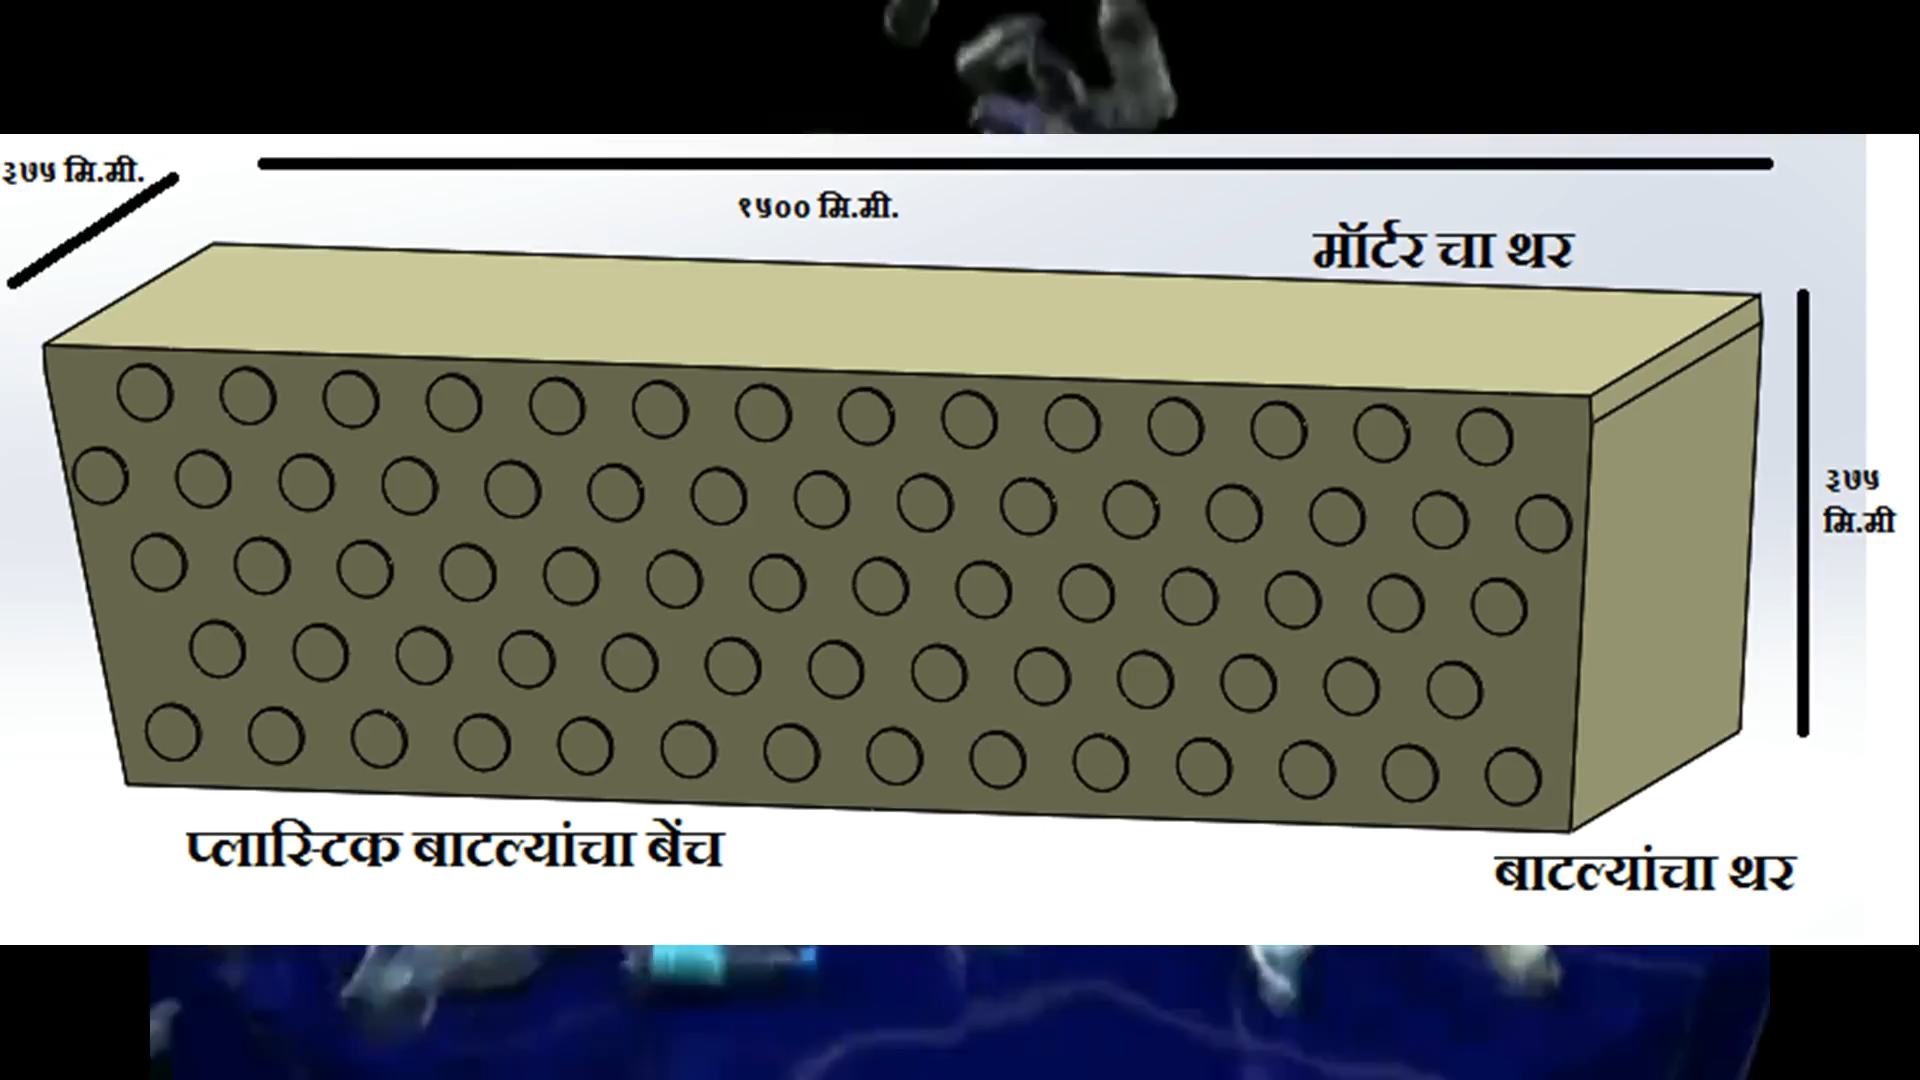 ३७५ मि.मी.
१५०० मि.मी.
मॉर्टर चा थर
३७५
मि.मी
प्लास्टिक बाटल्यांचा बेंच
बाटल्यांचा थर